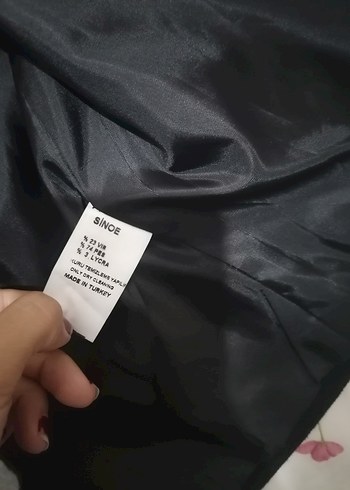 SİNOE
% 23 VIS
% 74 PES
% 3 LYCRA
KURU TEMİZLEME YAPILIR
ONLY DRY CLEANING
MADE IN TURKEY